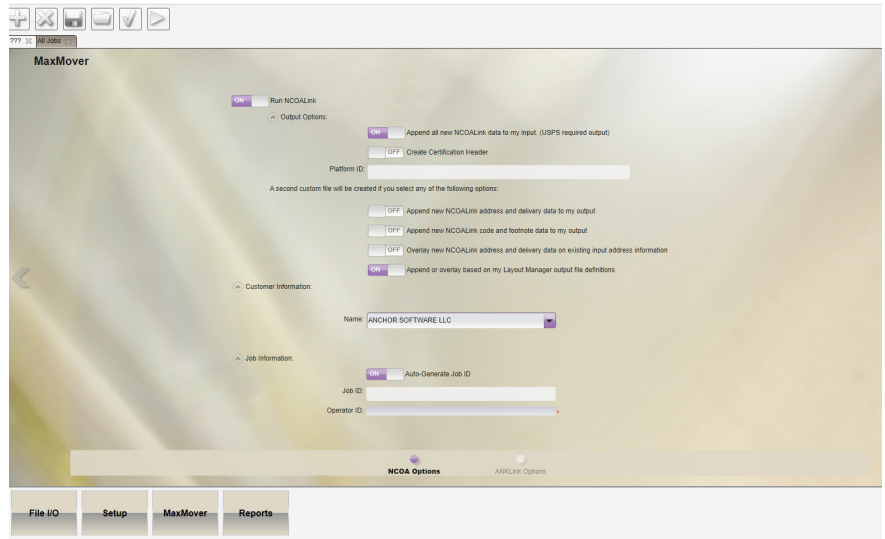 ??? All Jobs
MaxMover
ON Run NCOALink
Output Options:
ON Append all new NCOALink data to my input. (USPS required output)
OFF Create Certification Header
Platform ID:
A second custom file will be created if you select any of the following options:
OFF Append new NCOALink address and delivery data to my output
OFF Append new NCOALink code and footnote data to my output
OFF Overlay new NCOALink address and delivery data on existing input address information
ON Append or overlay based on my Layout Manager output file definitions
Customer Information:
Name: ANCHOR SOFTWARE LLC
Job Information:
ON Auto-Generate Job ID
Job ID:
Operator ID: *
NCOA Options ANKLink Options
File I/O Setup MaxMover Reports